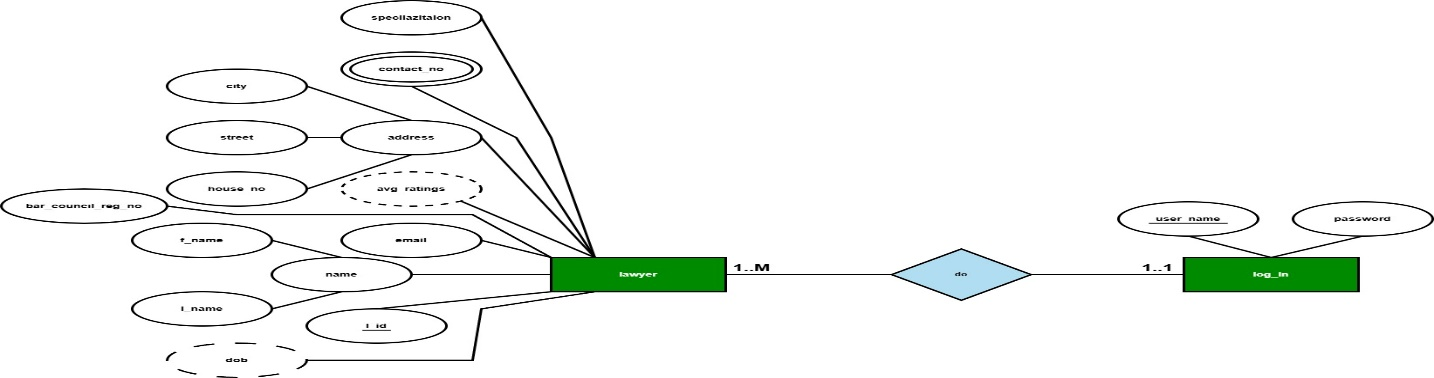 specilazitaion
contact_no
city
street
address
house_no
avg_ratings
bar_council_reg_no
f_name
email
name
l_name
l_id
dob
lawyer
1..M
do
1..1
user_name
password
log_in